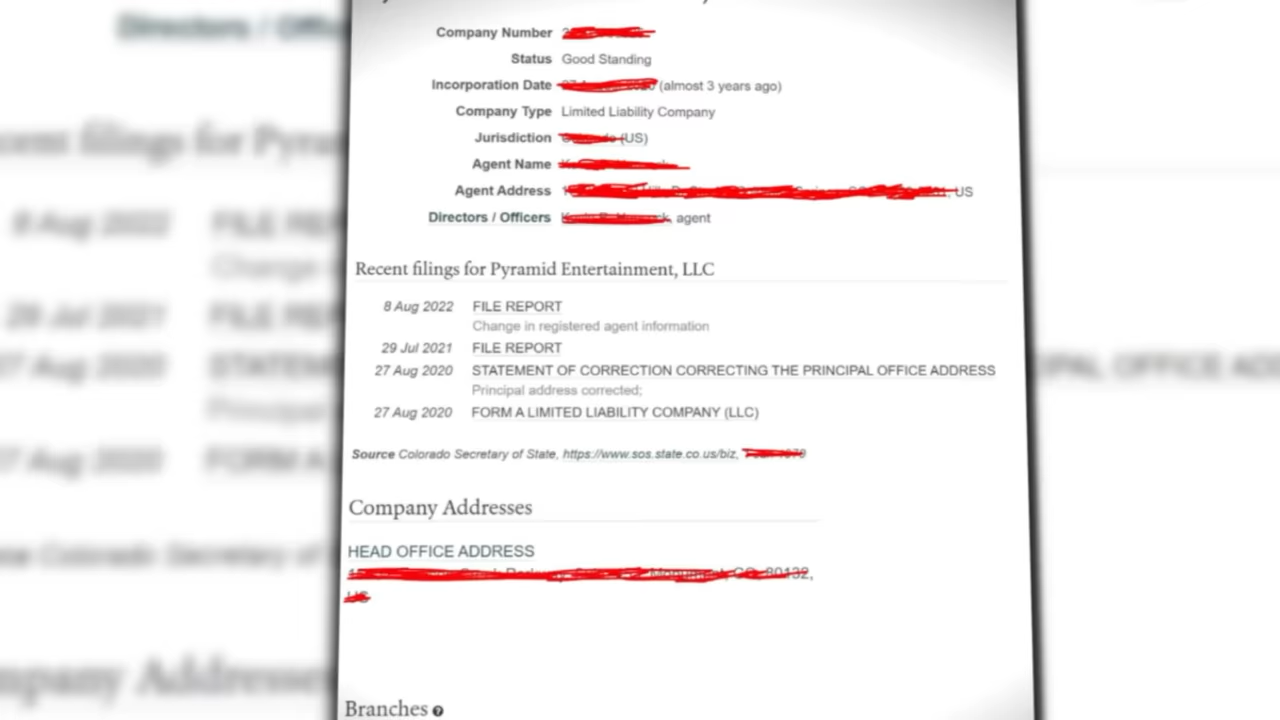 Company Number
Status Good Standing
Incorporation Date (almost 3 years ago)
Company Type Limited Liability Company
Jurisdiction (US)
Agent Name
Agent Address US
Directors / Officers , agent
Recent filings for Pyramid Entertainment, LLC
8 Aug 2022 FILE REPORT
Change in registered agent information
29 Jul 2021 FILE REPORT
27 Aug 2020 STATEMENT OF CORRECTION CORRECTING THE PRINCIPAL OFFICE ADDRESS
Principal address corrected;
27 Aug 2020 FORM A LIMITED LIABILITY COMPANY (LLC)
Source Colorado Secretary of State, https://www.sos.state.co.us/biz,
Company Addresses
HEAD OFFICE ADDRESS
Branches